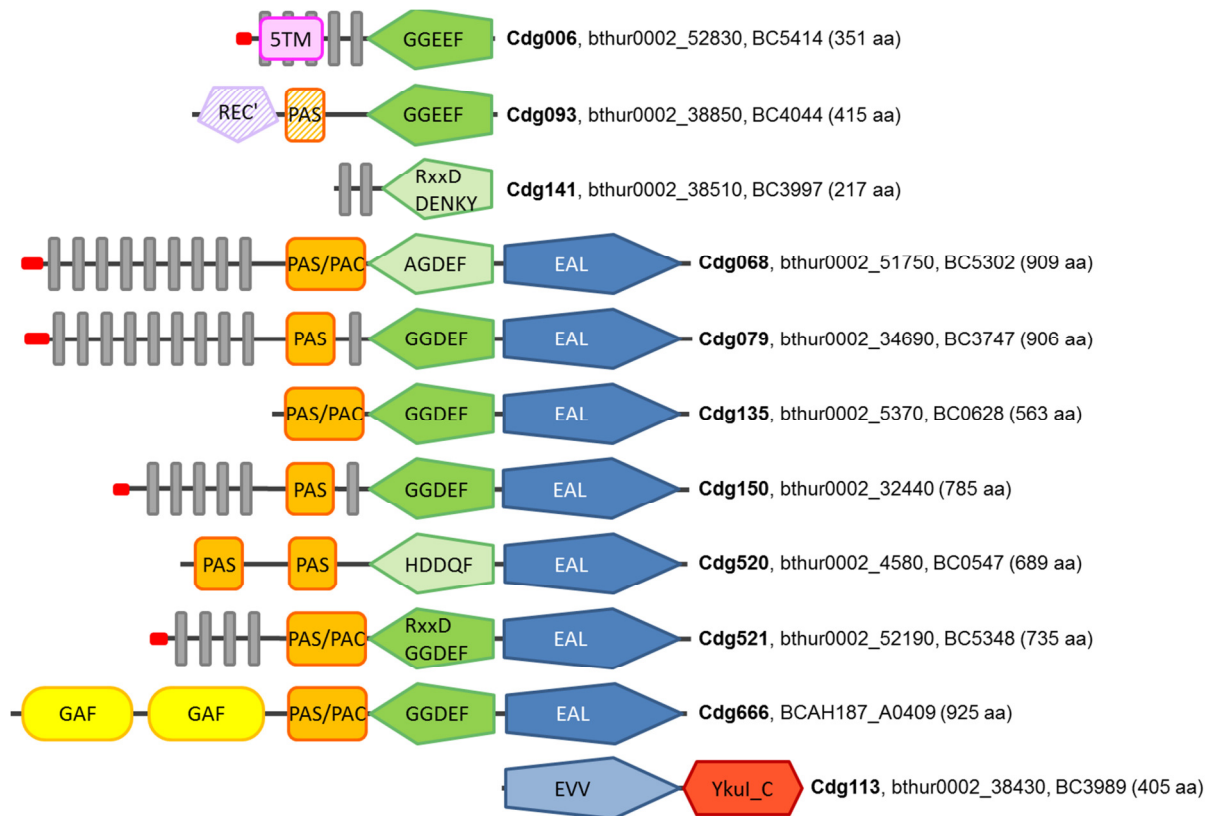 5TM GGEEF Cdg006, bthur0002_52830, BC5414 (351 aa)
REC' PAS GGEEF Cdg093, bthur0002_38850, BC4044 (415 aa)
RxxD
DENKY Cdg141, bthur0002_38510, BC3997 (217 aa)
PAS/PAC AGDEF EAL Cdg068, bthur0002_51750, BC5302 (909 aa)
PAS GGDEF EAL Cdg079, bthur0002_34690, BC3747 (906 aa)
PAS/PAC GGDEF EAL Cdg135, bthur0002_5370, BC0628 (563 aa)
PAS GGDEF EAL Cdg150, bthur0002_32440 (785 aa)
PAS PAS HDDQF EAL Cdg520, bthur0002_4580, BC0547 (689 aa)
RxxD
PAS/PAC GGDEF EAL Cdg521, bthur0002_52190, BC5348 (735 aa)
GAF GAF PAS/PAC GGDEF EAL Cdg666, BCAH187_A0409 (925 aa)
EVV YkuI_C Cdg113, bthur0002_38430, BC3989 (405 aa)